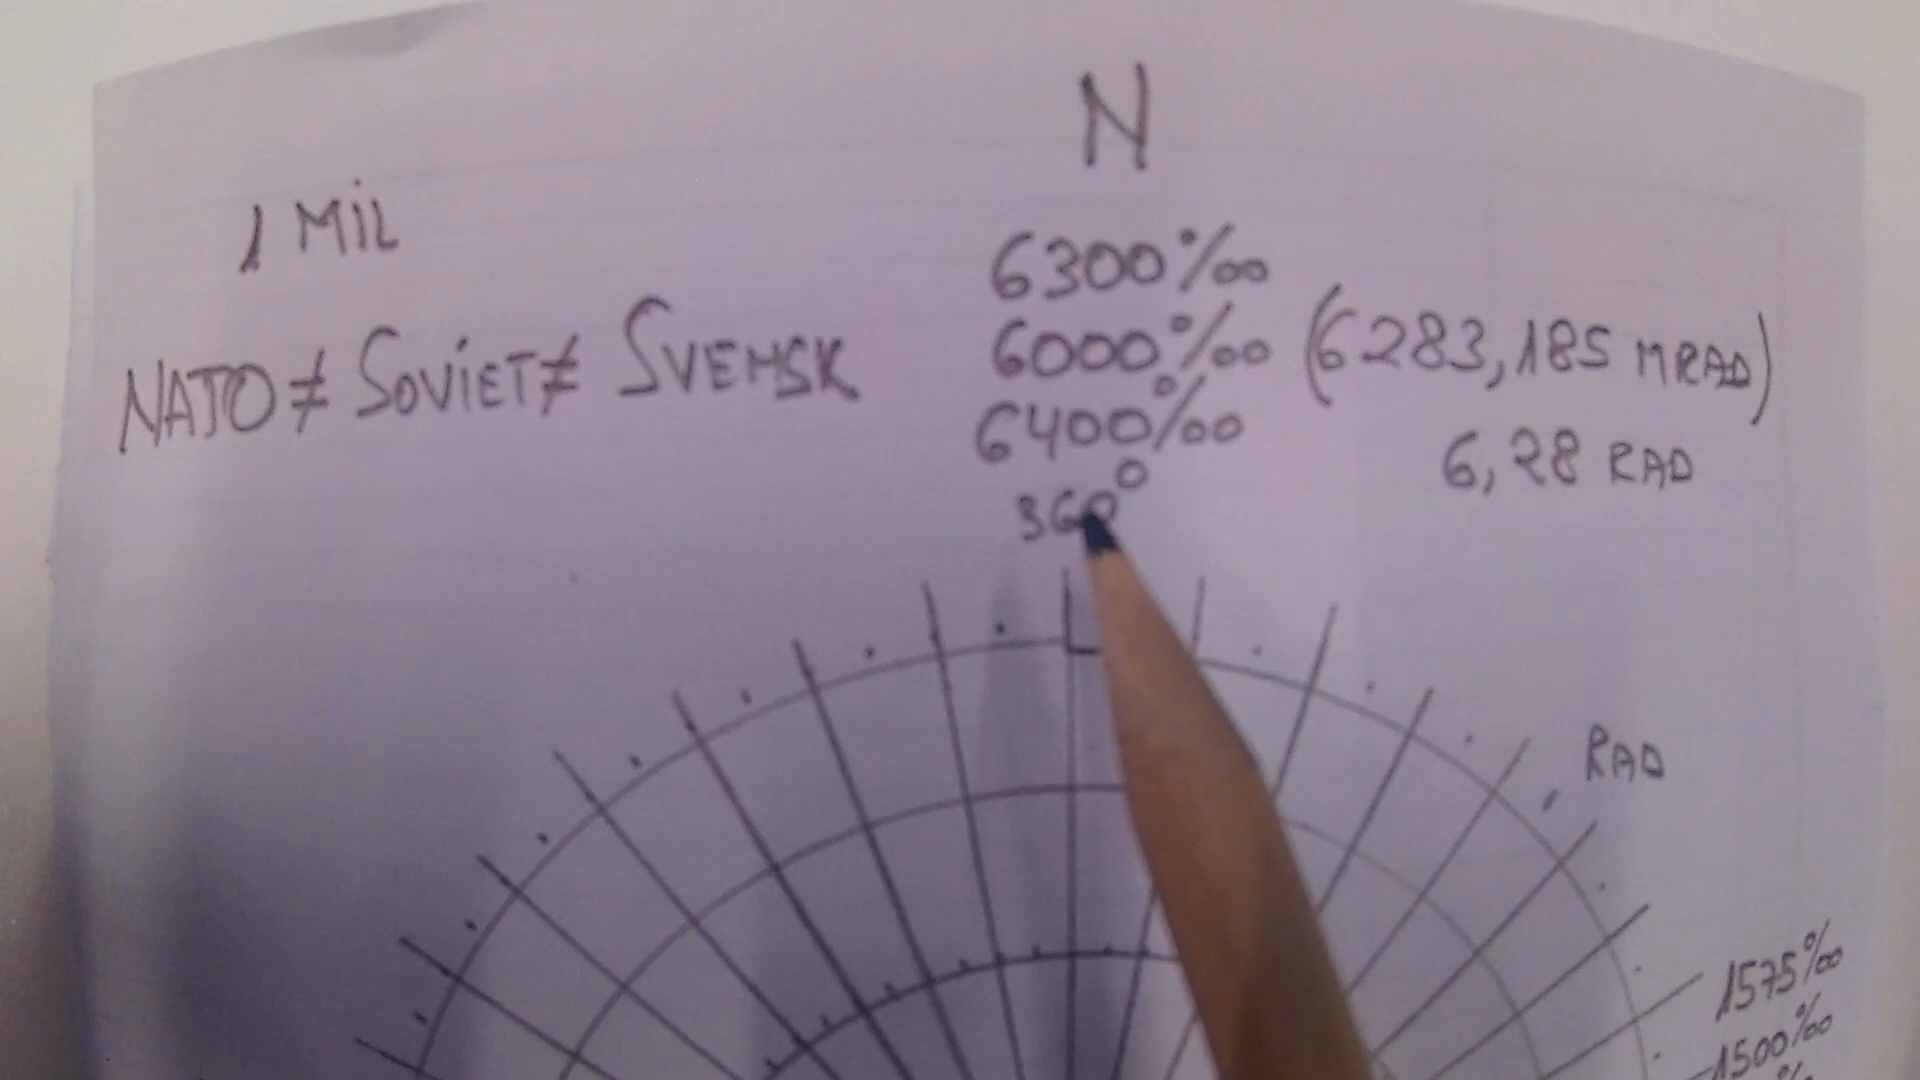 N
1 MIL
6300‰
NATO ≠ SOVIET ≠ SVENSK
6000‰ (6283,185 MRAD)
6400‰
6,28 RAD
360°
RAD
1575‰
1500‰